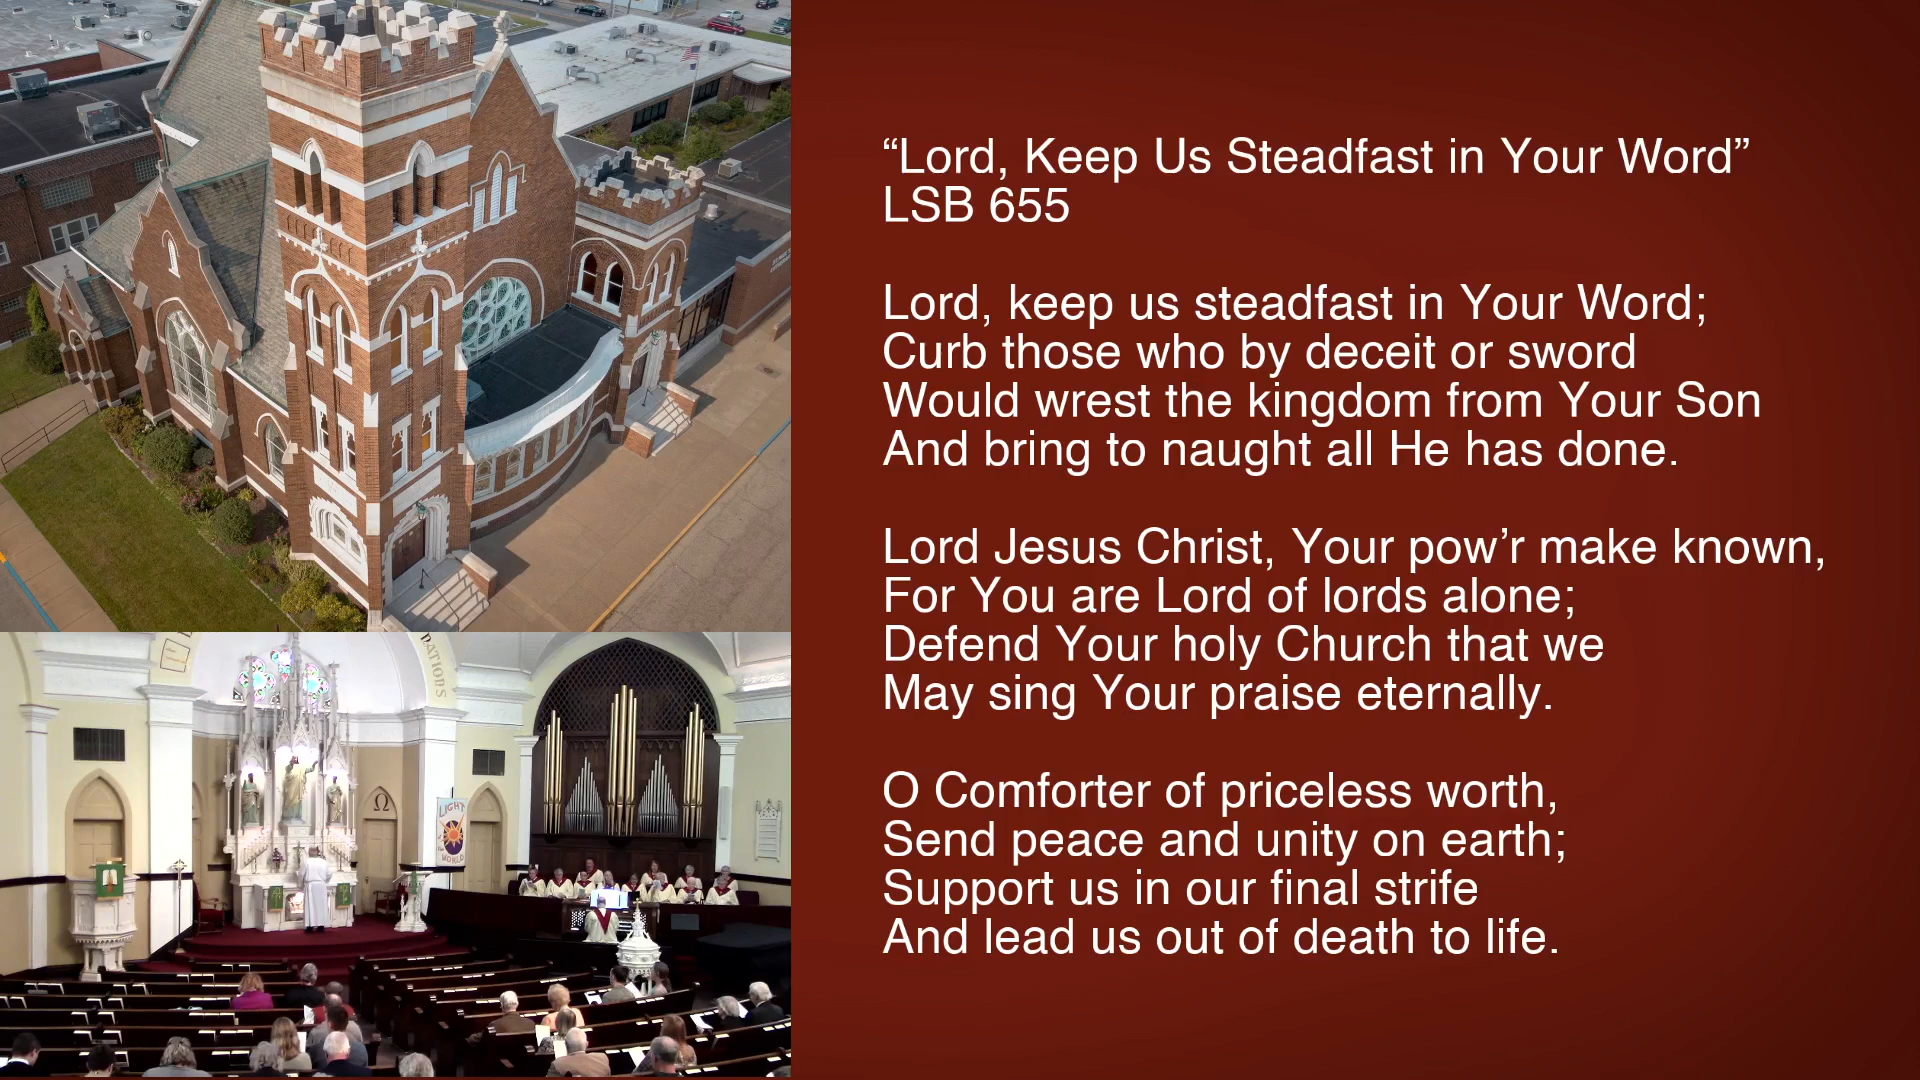 “Lord, Keep Us Steadfast in Your Word”
LSB 655
Lord, keep us steadfast in Your Word;
Curb those who by deceit or sword
Would wrest the kingdom from Your Son
And bring to naught all He has done.
Lord Jesus Christ, Your pow’r make known,
For You are Lord of lords alone;
Defend Your holy Church that we
May sing Your praise eternally.
O Comforter of priceless worth,
Send peace and unity on earth;
Support us in our final strife
And lead us out of death to life.
NATIONS
Ω
LIGHT
WORLD